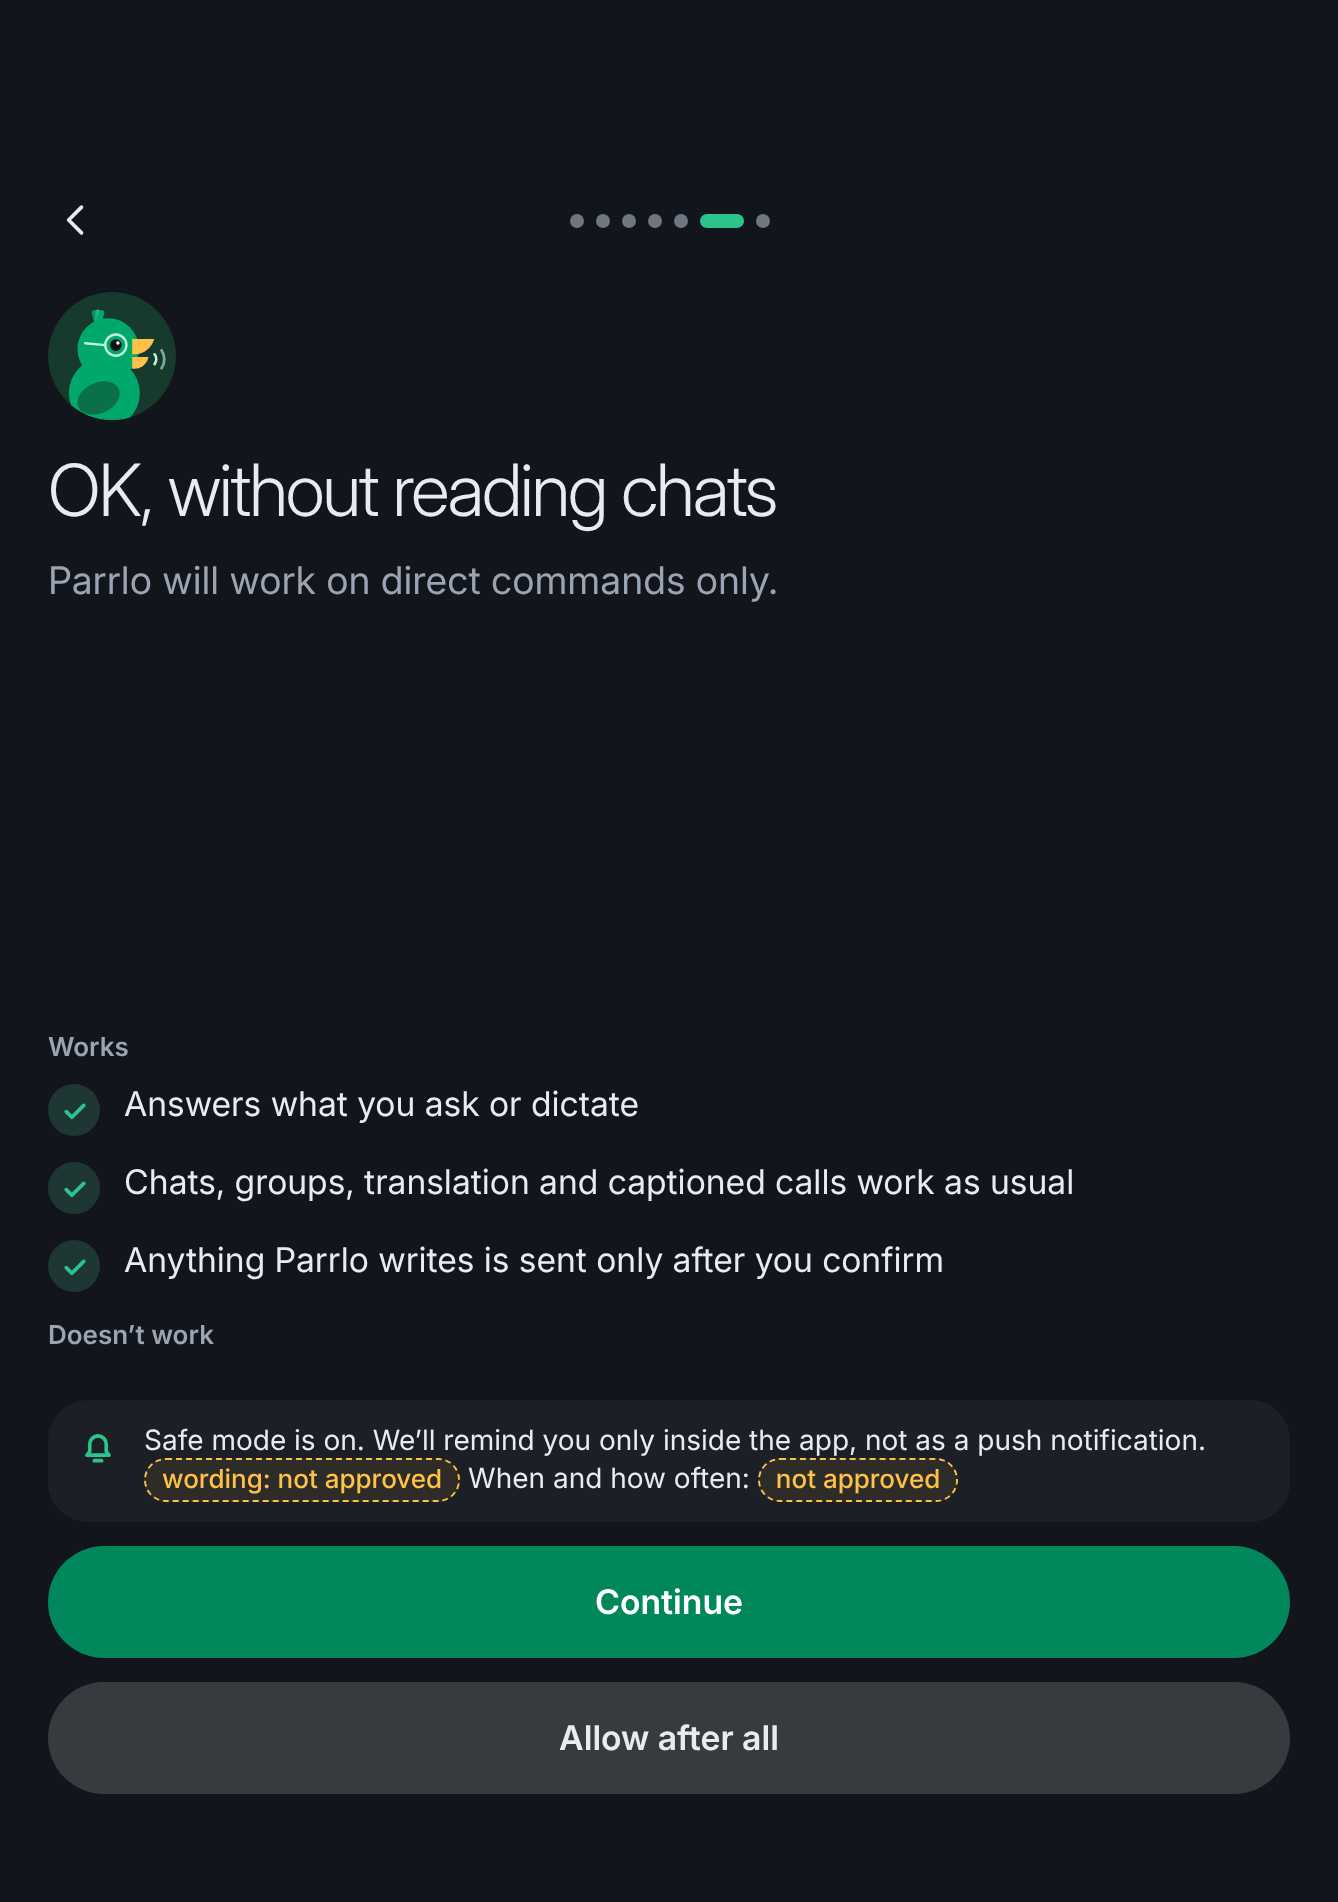 OK, without reading chats
Parrlo will work on direct commands only.
Works
Answers what you ask or dictate
Chats, groups, translation and captioned calls work as usual
Anything Parrlo writes is sent only after you confirm
Doesn’t work
Safe mode is on. We’ll remind you only inside the app, not as a push notification.
wording: not approved When and how often: not approved
Continue
Allow after all